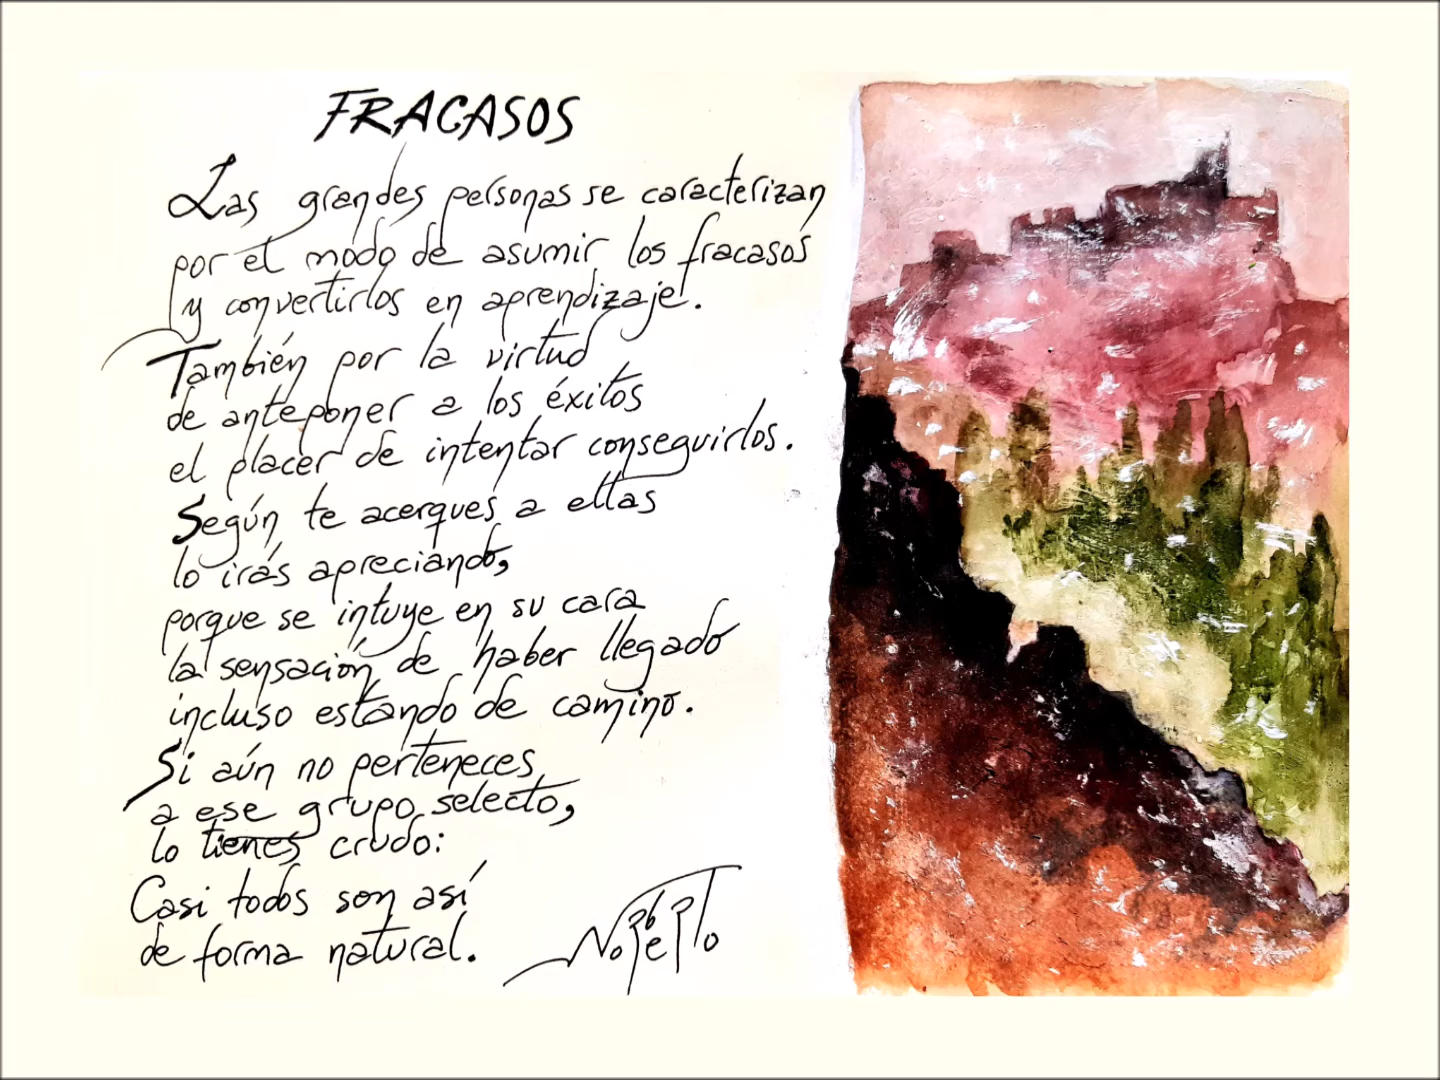 FRACASOS
Las grandes personas se caracterizan
por el modo de asumir los fracasos
y convertirlos en aprendizaje.
También por la virtud
de anteponer a los éxitos
el placer de intentar conseguirlos.
Según te acerques a ellas
lo irás apreciando,
porque se intuye en su cara
la sensación de haber llegado
incluso estando de camino.
Si aún no perteneces
a ese grupo selecto,
lo tienes crudo:
Casi todos son así
de forma natural.
Norberto